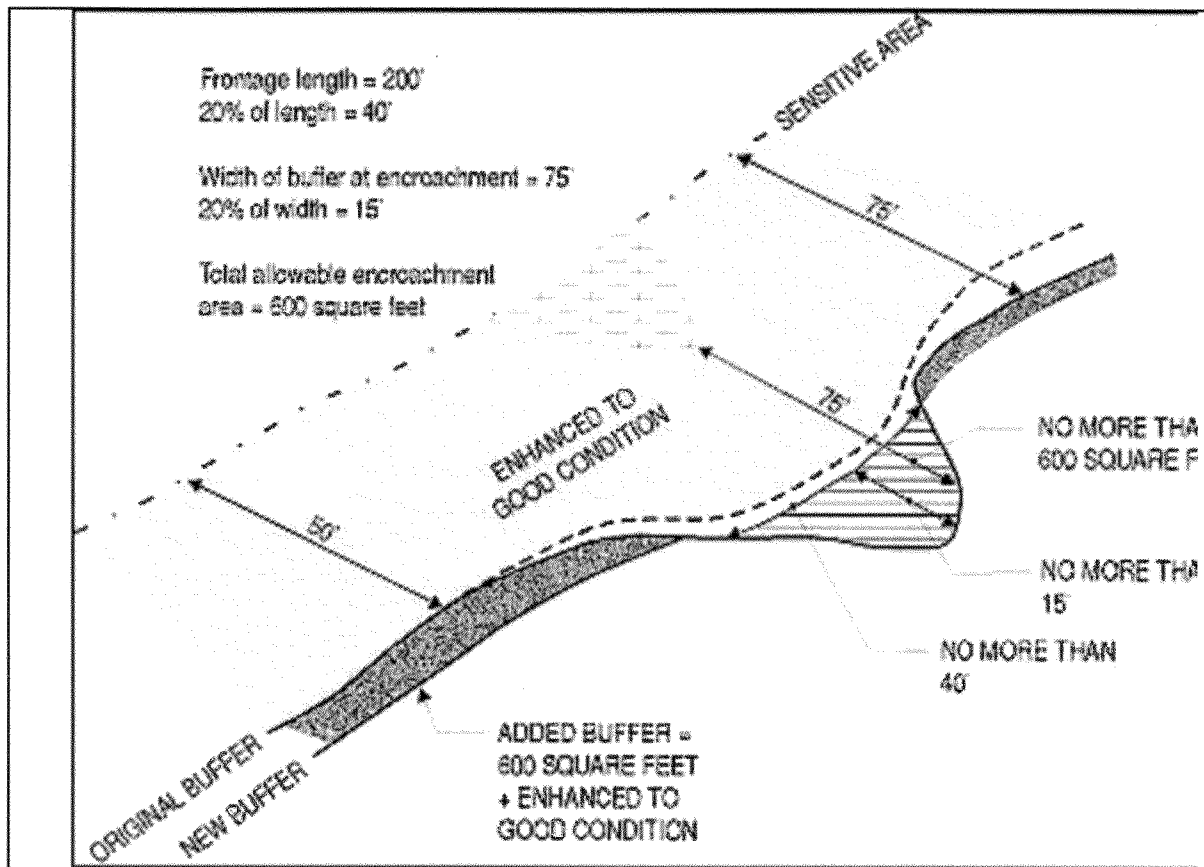 Frontage length = 200'
20% of length = 40'
Width of buffer at encroachment = 75'
20% of width = 15'
Total allowable encroachment
area = 600 square feet
SENSITIVE AREA
75'
75'
ENHANCED TO
GOOD CONDITION
50'
NO MORE THA
600 SQUARE F
NO MORE THA
15'
NO MORE THAN
40'
ADDED BUFFER =
600 SQUARE FEET
+ ENHANCED TO
GOOD CONDITION
ORIGINAL BUFFER
NEW BUFFER